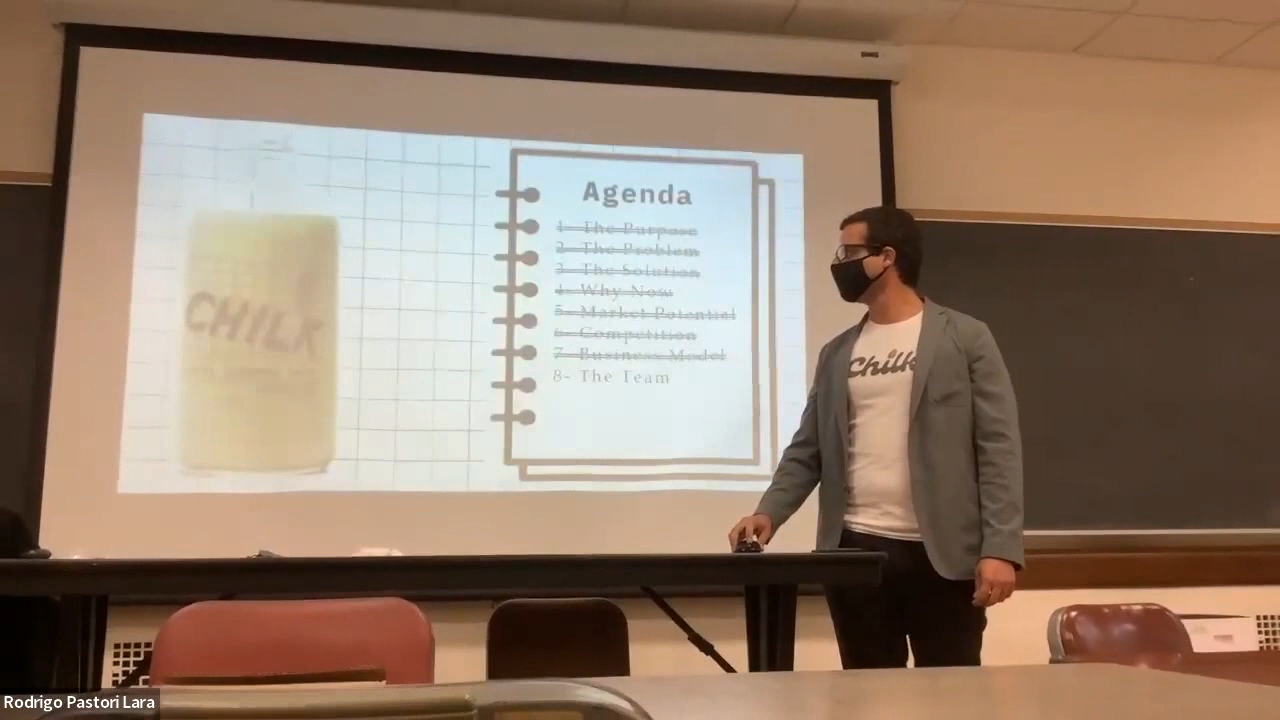 Agenda
1- The Purpose
2- The Problem
3- The Solution
4- Why Now
5- Market Potential
6- Competition
7- Business Model
8- The Team
CHILK
Chilk
Rodrigo Pastori Lara